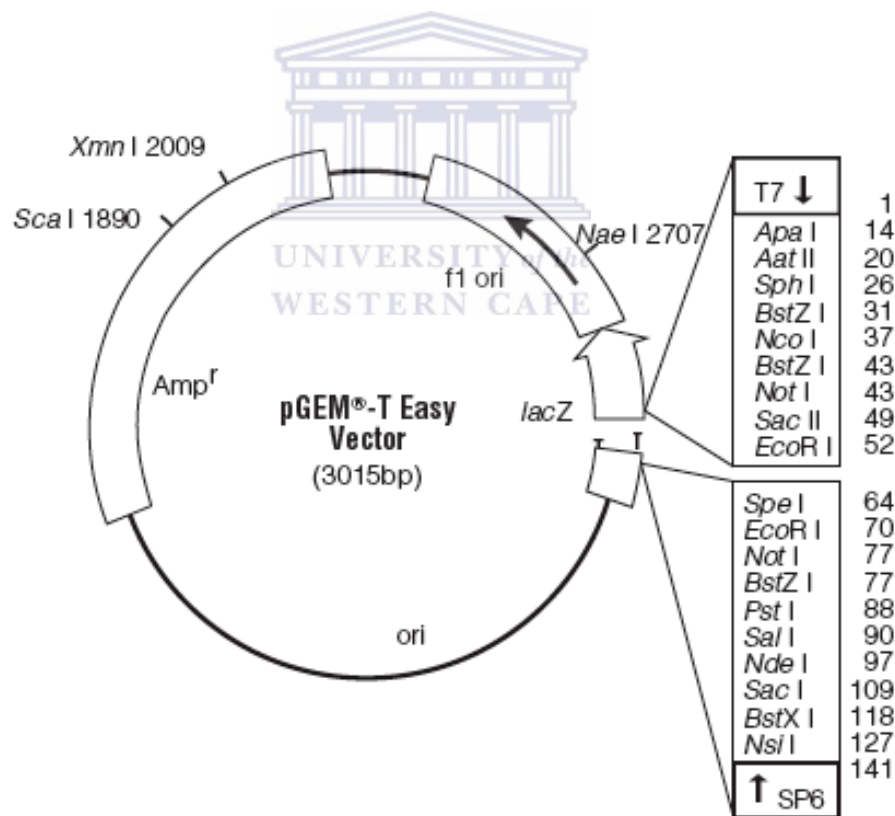 UNIVERSITY of the
WESTERN CAPE
Xmn I 2009
Sca I 1890
Nae I 2707
f1 ori
Amp r
lacZ
pGEM®-T Easy
Vector
(3015bp)
T T
ori
T7 ↓ 1
Apa I 14
Aat II 20
Sph I 26
BstZ I 31
Nco I 37
BstZ I 43
Not I 43
Sac II 49
EcoR I 52
Spe I 64
EcoR I 70
Not I 77
BstZ I 77
Pst I 88
Sal I 90
Nde I 97
Sac I 109
BstX I 118
Nsi I 127
141
↑ SP6